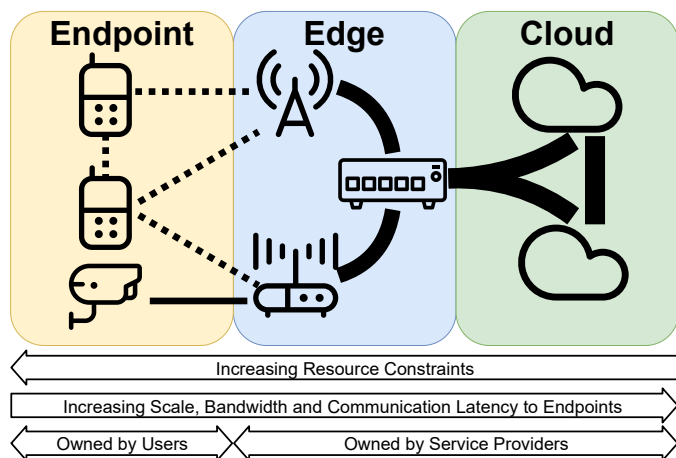 Endpoint Edge Cloud
Increasing Resource Constraints
Increasing Scale, Bandwidth and Communication Latency to Endpoints
Owned by Users Owned by Service Providers